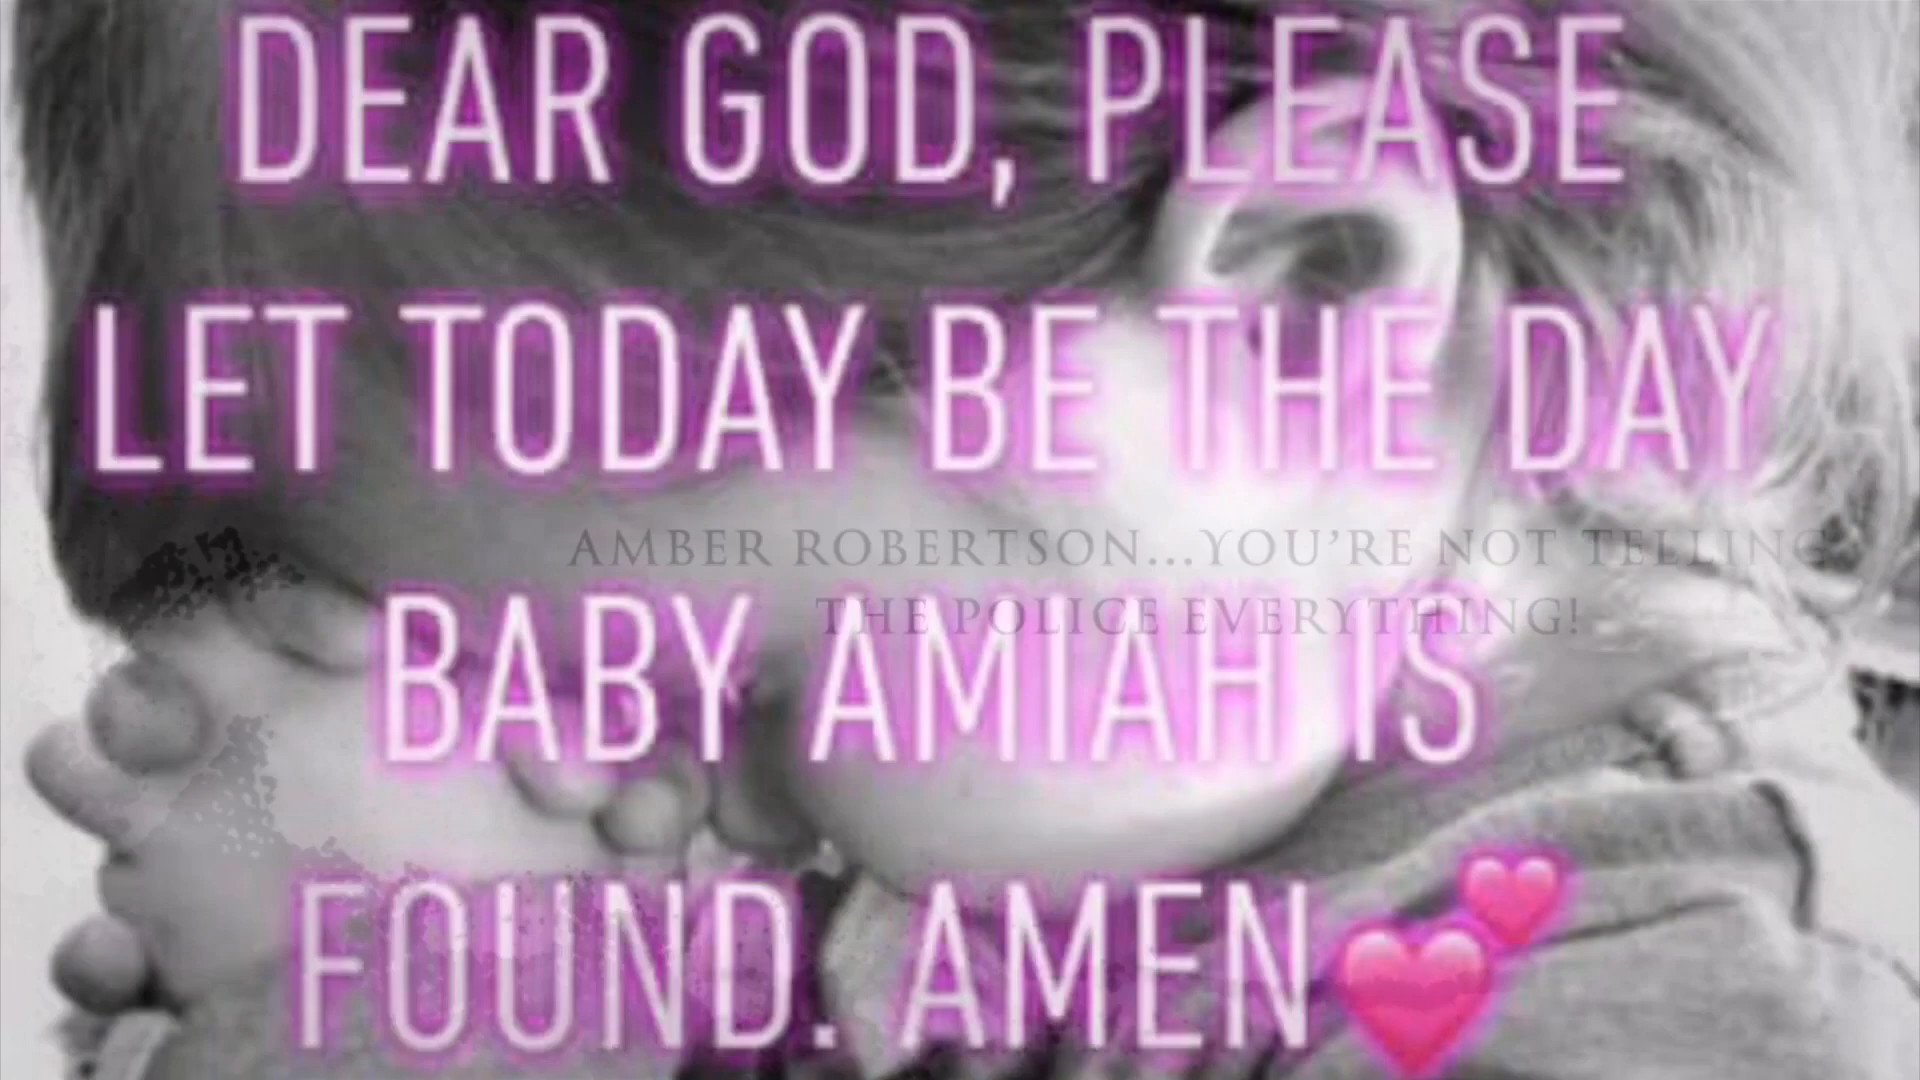 DEAR GOD, PLEASE
LET TODAY BE THE DAY
AMBER ROBERTSON...YOU'RE NOT TELLING
THE POLICE EVERYTHING!
BABY AMIAH IS
FOUND. AMEN💕